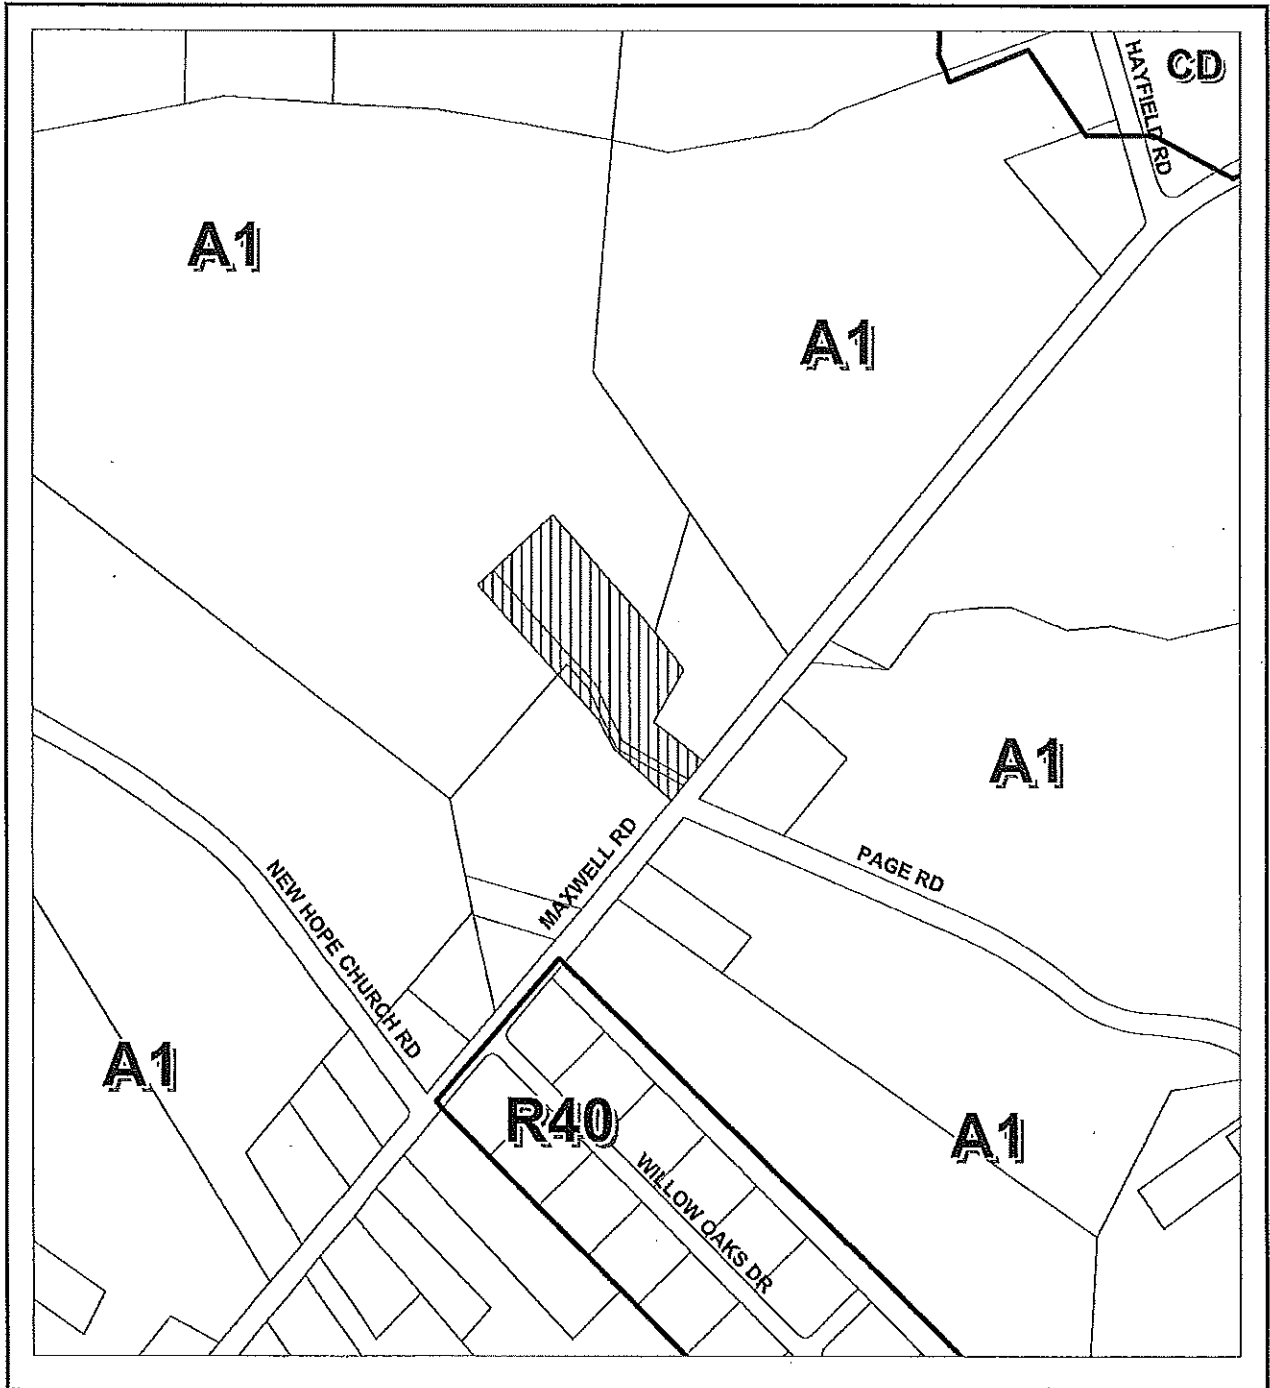 HAYFIELD RD
CD
A1
A1
A1
MAXWELL RD
PAGE RD
NEW HOPE CHURCH RD
A1
R40
A1
WILLOW OAKS DR